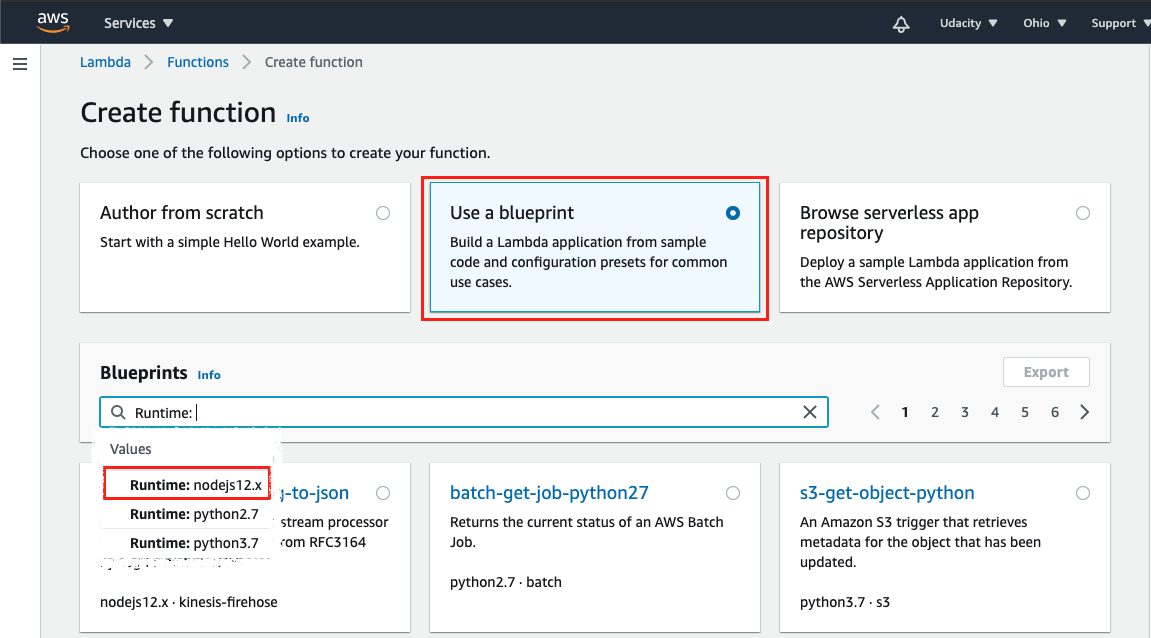 aws Services Udacity Ohio Support
Lambda Functions Create function
Create function Info
Choose one of the following options to create your function.
Author from scratch
Start with a simple Hello World example.
Use a blueprint
Build a Lambda application from sample
code and configuration presets for common
use cases.
Browse serverless app
repository
Deploy a sample Lambda application from
the AWS Serverless Application Repository.
Blueprints Info
Export
Runtime:
1 2 3 4 5 6
Values
Runtime: nodejs12.x
Runtime: python2.7
Runtime: python3.7
g-to-json
stream processor
rom RFC3164
nodejs12.x · kinesis-firehose
batch-get-job-python27
Returns the current status of an AWS Batch
Job.
python2.7 · batch
s3-get-object-python
An Amazon S3 trigger that retrieves
metadata for the object that has been
updated.
python3.7 · s3